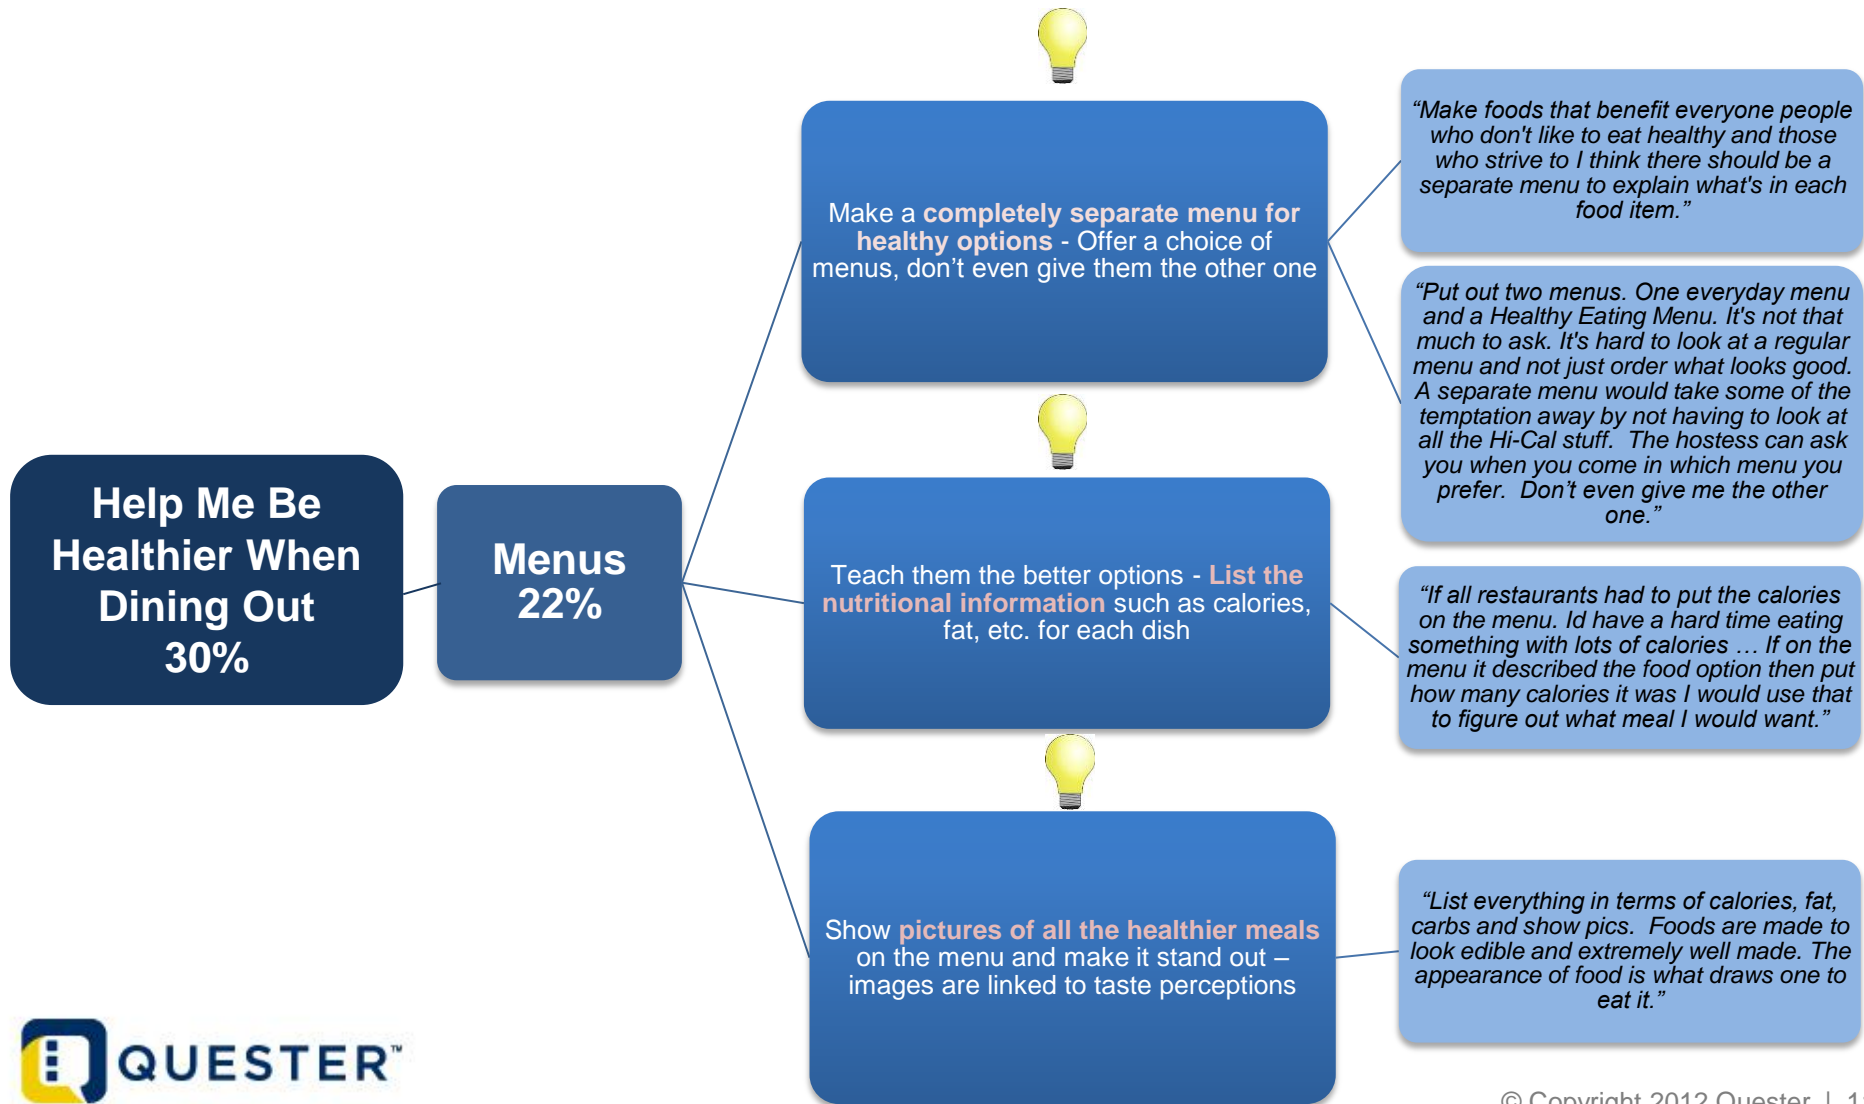 Help Me Be
Healthier When
Dining Out
30%
Menus
22%
Make a completely separate menu for
healthy options - Offer a choice of
menus, don’t even give them the other one
“Make foods that benefit everyone people
who don't like to eat healthy and those
who strive to I think there should be a
separate menu to explain what's in each
food item.”
“Put out two menus. One everyday menu
and a Healthy Eating Menu. It's not that
much to ask. It's hard to look at a regular
menu and not just order what looks good.
A separate menu would take some of the
temptation away by not having to look at
all the Hi-Cal stuff.  The hostess can ask
you when you come in which menu you
prefer.  Don’t even give me the other
one.”
Teach them the better options - List the
nutritional information such as calories,
fat, etc. for each dish
“If all restaurants had to put the calories
on the menu. Id have a hard time eating
something with lots of calories … If on the
menu it described the food option then put
how many calories it was I would use that
to figure out what meal I would want.”
Show pictures of all the healthier meals
on the menu and make it stand out –
images are linked to taste perceptions
“List everything in terms of calories, fat,
carbs and show pics.  Foods are made to
look edible and extremely well made. The
appearance of food is what draws one to
eat it.”
QUESTER™
© Copyright 2012 Quester |